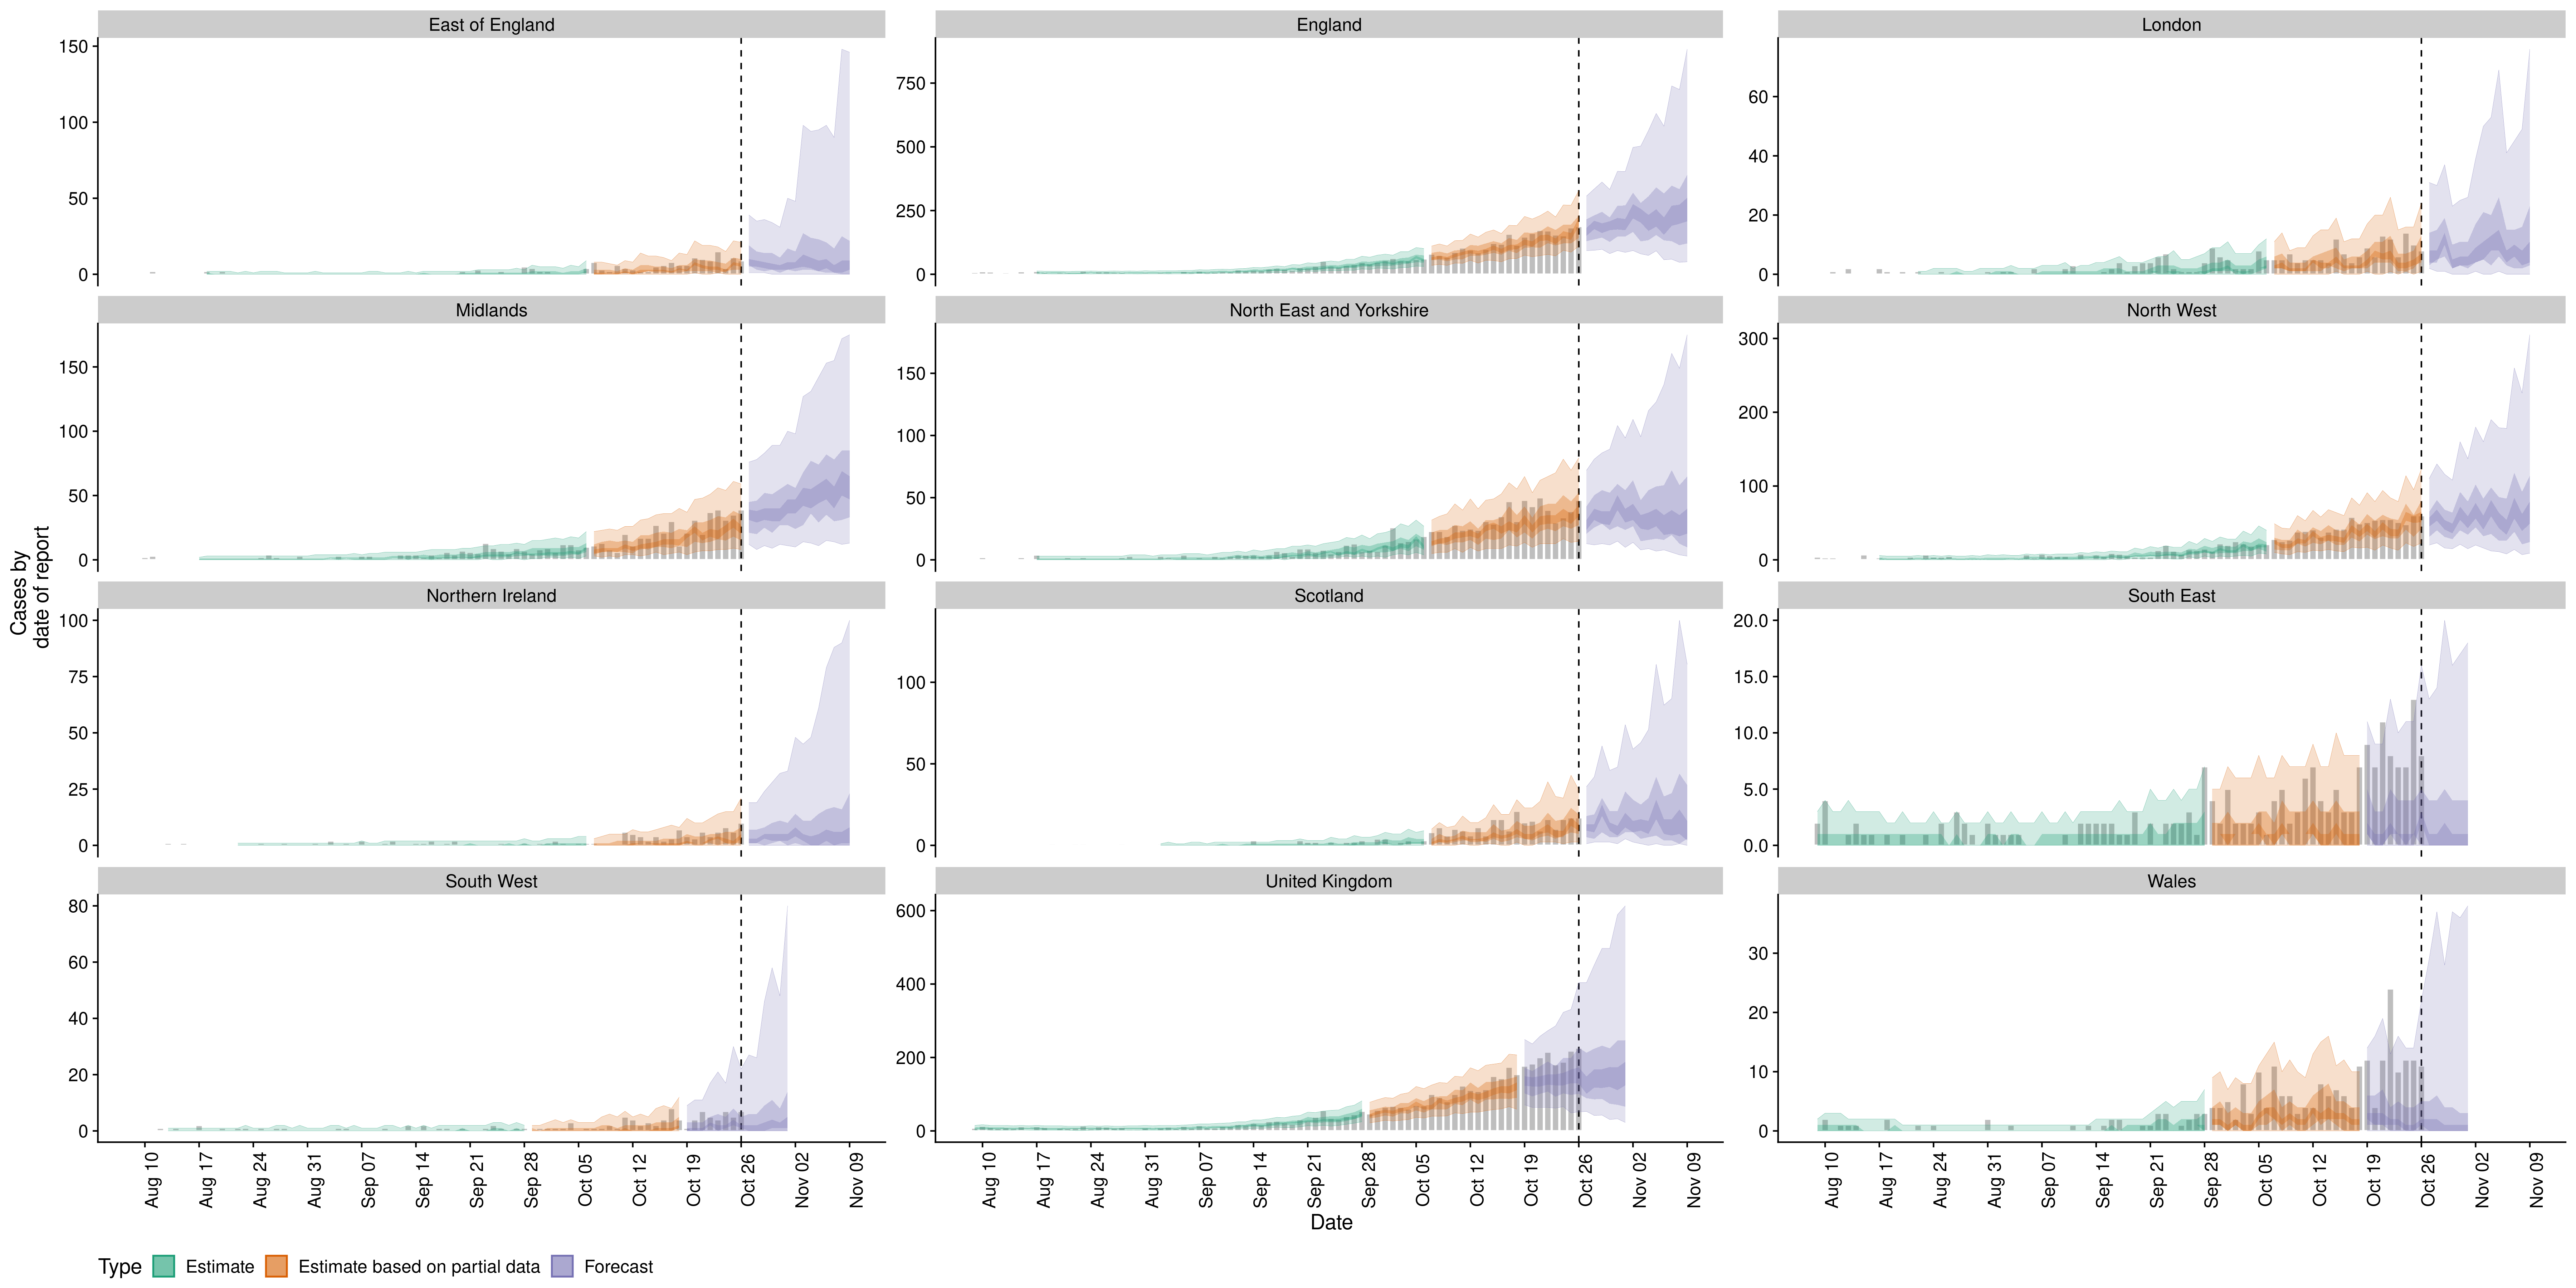 East of England
England
London
150
100
50
0
750
500
250
0
60
40
20
0
Midlands
North East and Yorkshire
North West
150
100
50
0
150
100
50
0
300
200
100
0
Cases by
date of report
Northern Ireland
Scotland
South East
100
75
50
25
0
100
50
0
20.0
15.0
10.0
5.0
0.0
South West
United Kingdom
Wales
80
60
40
20
0
600
400
200
0
30
20
10
0
Aug 10
Aug 17
Aug 24
Aug 31
Sep 07
Sep 14
Sep 21
Sep 28
Oct 05
Oct 12
Oct 19
Oct 26
Nov 02
Nov 09
Aug 10
Aug 17
Aug 24
Aug 31
Sep 07
Sep 14
Sep 21
Sep 28
Oct 05
Oct 12
Oct 19
Oct 26
Nov 02
Nov 09
Aug 10
Aug 17
Aug 24
Aug 31
Sep 07
Sep 14
Sep 21
Sep 28
Oct 05
Oct 12
Oct 19
Oct 26
Nov 02
Nov 09
Date
Type Estimate Estimate based on partial data Forecast